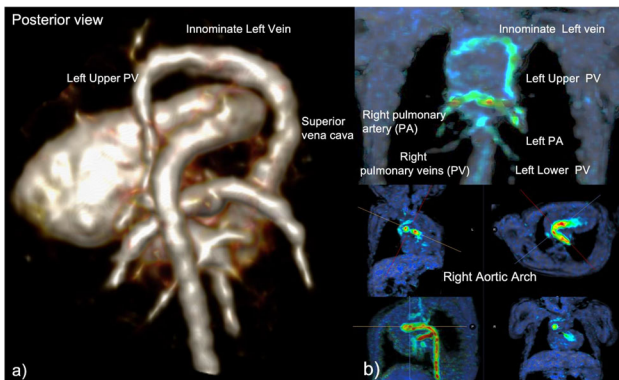 Posterior view
Innominate Left Vein
Left Upper PV
Superior
vena cava
a)
Innominate Left vein
Left Upper PV
Right pulmonary
artery (PA)
Left PA
Right
pulmonary veins (PV)
Left Lower PV
Right Aortic Arch
b)